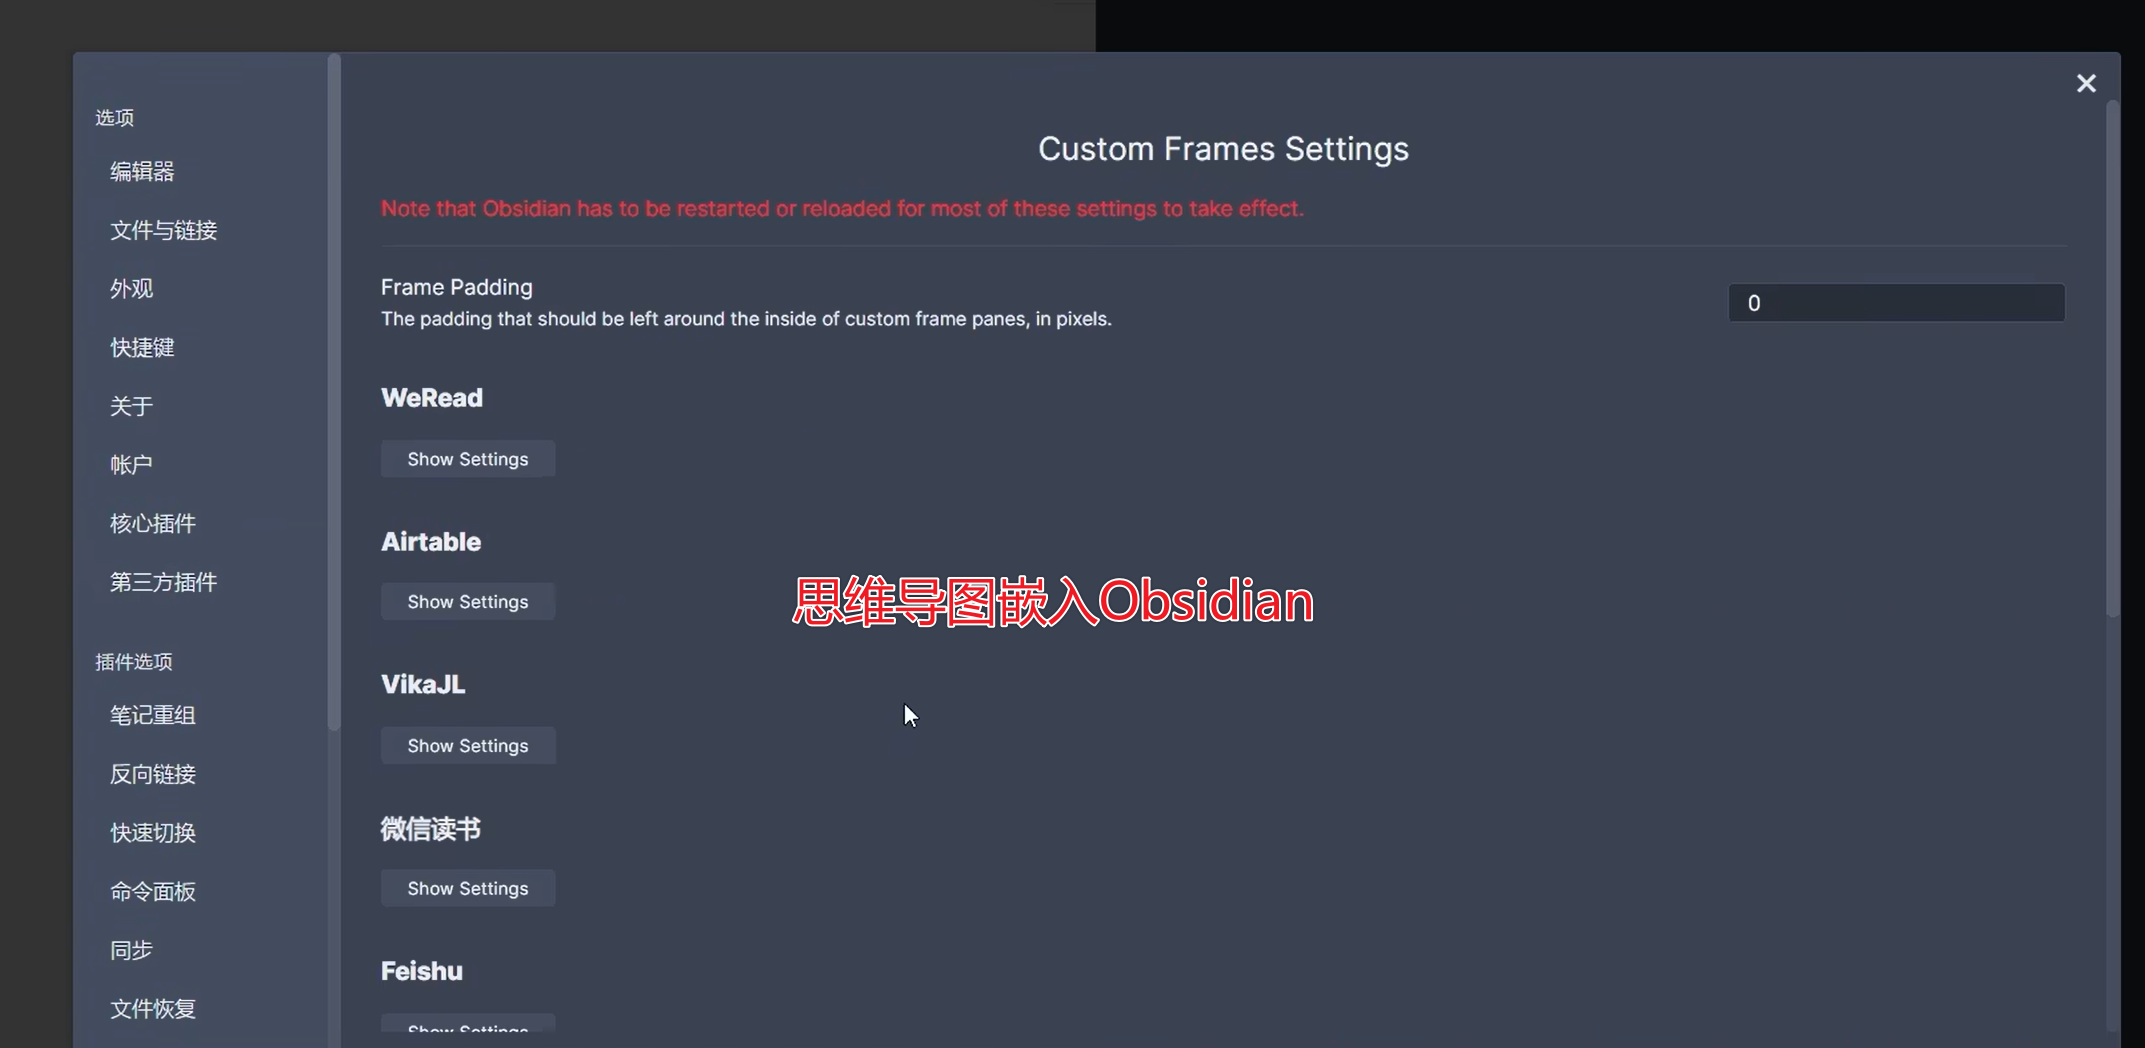 选项
编辑器
文件与链接
外观
快捷键
关于
帐户
核心插件
第三方插件
插件选项
笔记重组
反向链接
快速切换
命令面板
同步
文件恢复
Custom Frames Settings
Note that Obsidian has to be restarted or reloaded for most of these settings to take effect.
Frame Padding
The padding that should be left around the inside of custom frame panes, in pixels.
0
WeRead
Show Settings
Airtable
Show Settings
思维导图嵌入Obsidian
VikaJL
Show Settings
微信读书
Show Settings
Feishu
Show Settings